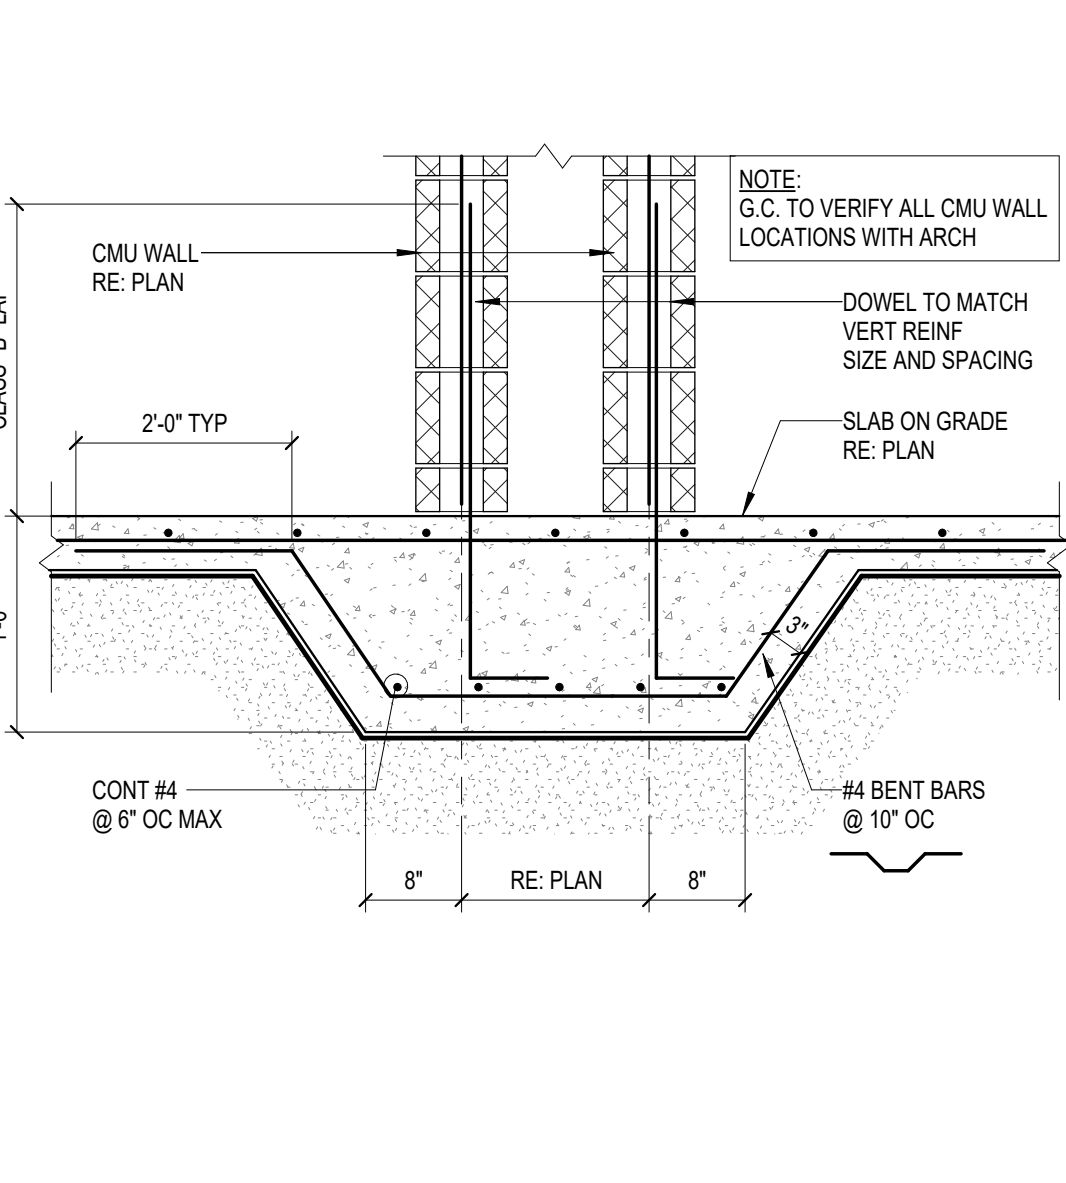 NOTE:
G.C. TO VERIFY ALL CMU WALL
LOCATIONS WITH ARCH
CMU WALL
RE: PLAN
DOWEL TO MATCH
VERT REINF
SIZE AND SPACING
2'-0" TYP
SLAB ON GRADE
RE: PLAN
3"
CONT #4
@ 6" OC MAX
#4 BENT BARS
@ 10" OC
8"
RE: PLAN
8"